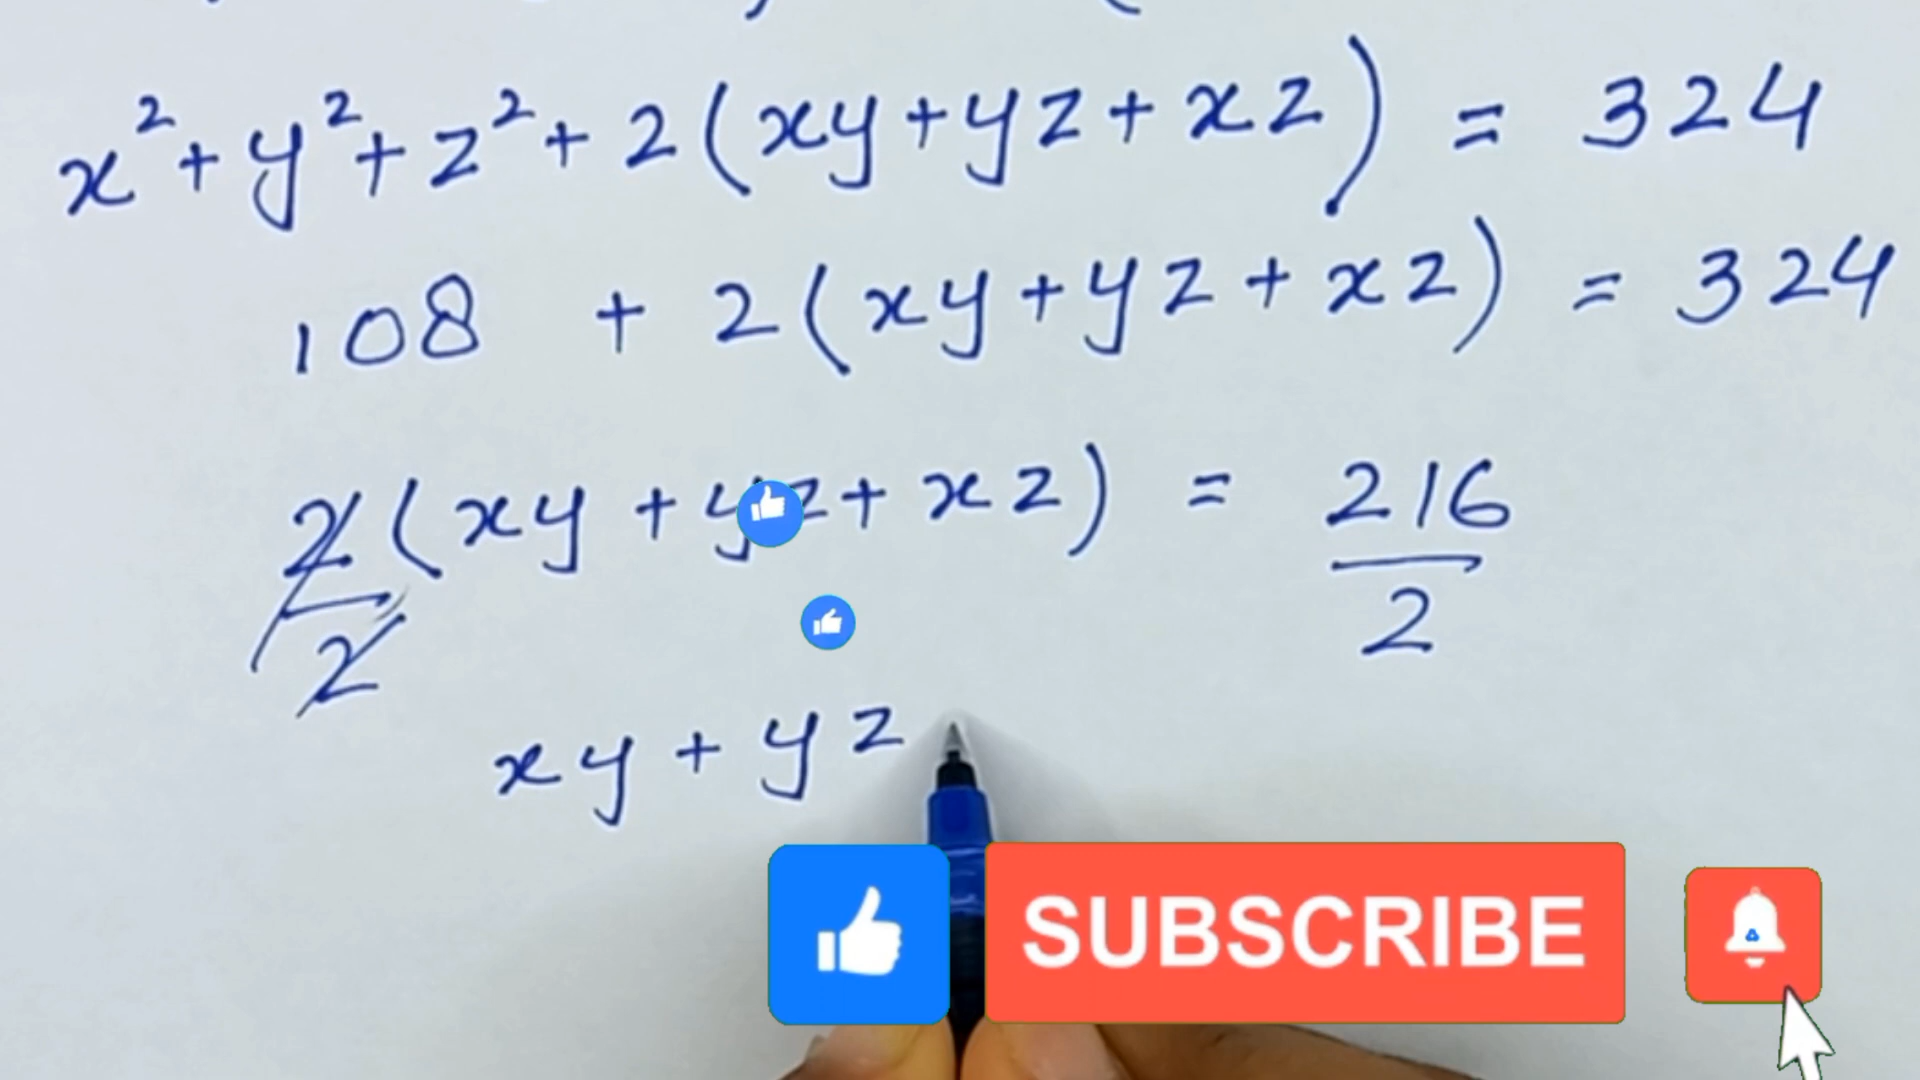 x²+y²+z²+2(xy+yz+xz) = 324
108 + 2(xy+yz+xz) = 324
2(xy+yz+xz) = 216
2 2
xy+yz
SUBSCRIBE